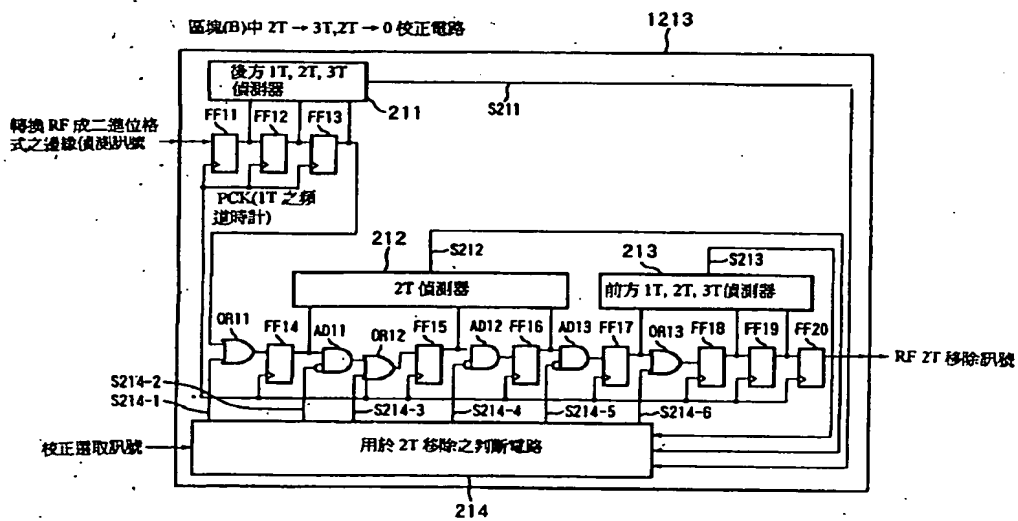 區塊(B)中 2T → 3T,2T → 0 校正電路
1213
後方 1T, 2T, 3T
偵測器
211
S211
FF11
FF12
FF13
轉換 RF 成二進位格
式之邊緣偵測訊號
PCK(1T 之頻
道時計)
212
S212
213
S213
2T 偵測器
前方 1T, 2T, 3T 偵測器
OR11
FF14
AD11
OR12
FF15
AD12
FF16
AD13
FF17
OR13
FF18
FF19
FF20
RF 2T 移除訊號
S214-2
S214-1
S214-3
S214-4
S214-5
S214-6
校正選取訊號
用於 2T 移除之判斷電路
214